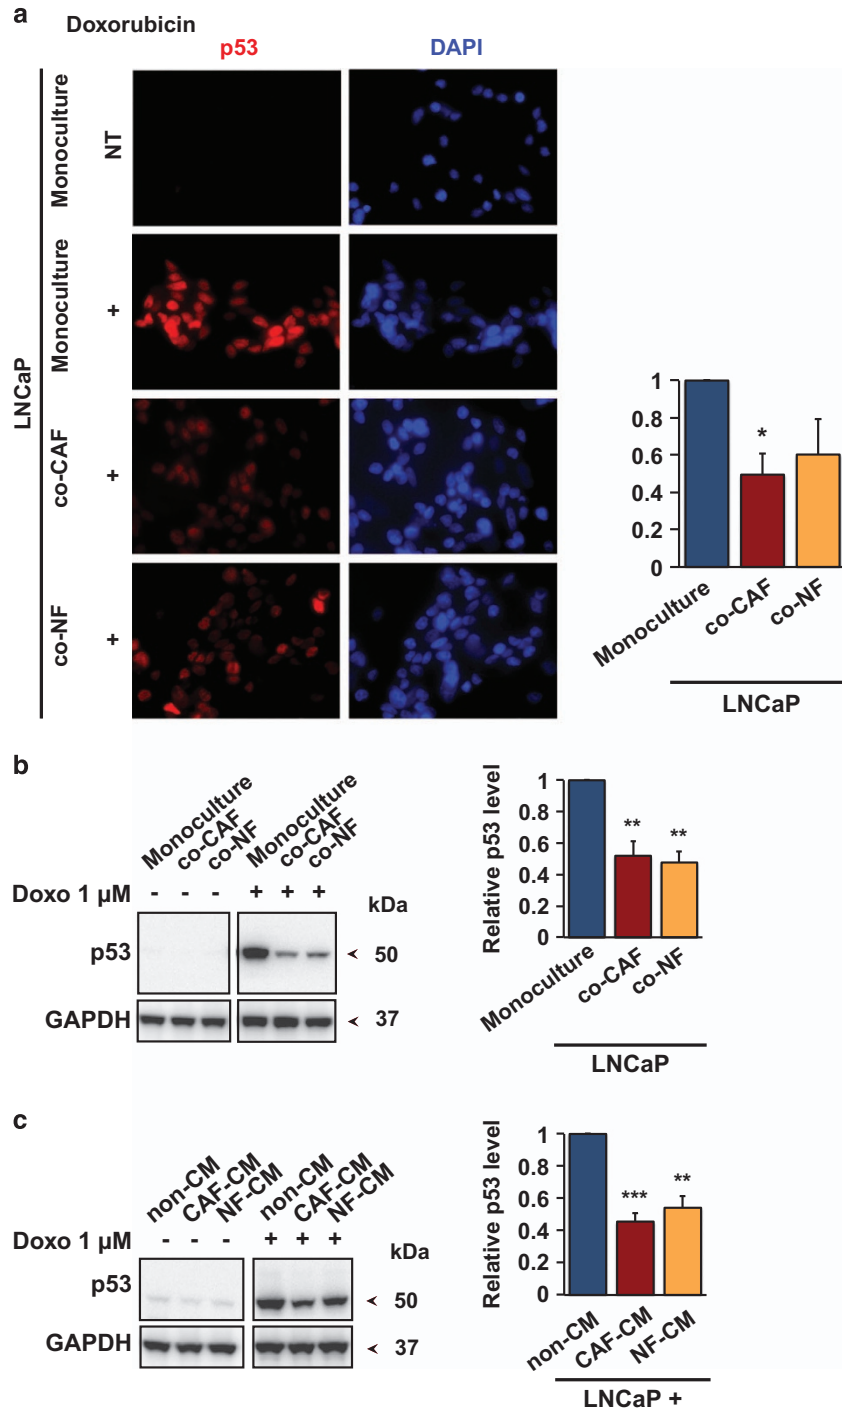 a
Doxorubicin
p53 DAPI
LNCaP
Monoculture NT
Monoculture +
co-CAF +
co-NF +
1
0.8
0.6
0.4
0.2
0
*
Monoculture co-CAF co-NF
LNCaP
b
Monoculture co-CAF co-NF Monoculture co-CAF co-NF
Doxo 1 µM - - - + + +
kDa
p53 50
GAPDH 37
Relative p53 level
1
0.8
0.6
0.4
0.2
0
** **
Monoculture co-CAF co-NF
LNCaP
c
non-CM CAF-CM NF-CM non-CM CAF-CM NF-CM
Doxo 1 µM - - - + + +
kDa
p53 50
GAPDH 37
Relative p53 level
1
0.8
0.6
0.4
0.2
0
*** **
non-CM CAF-CM NF-CM
LNCaP +